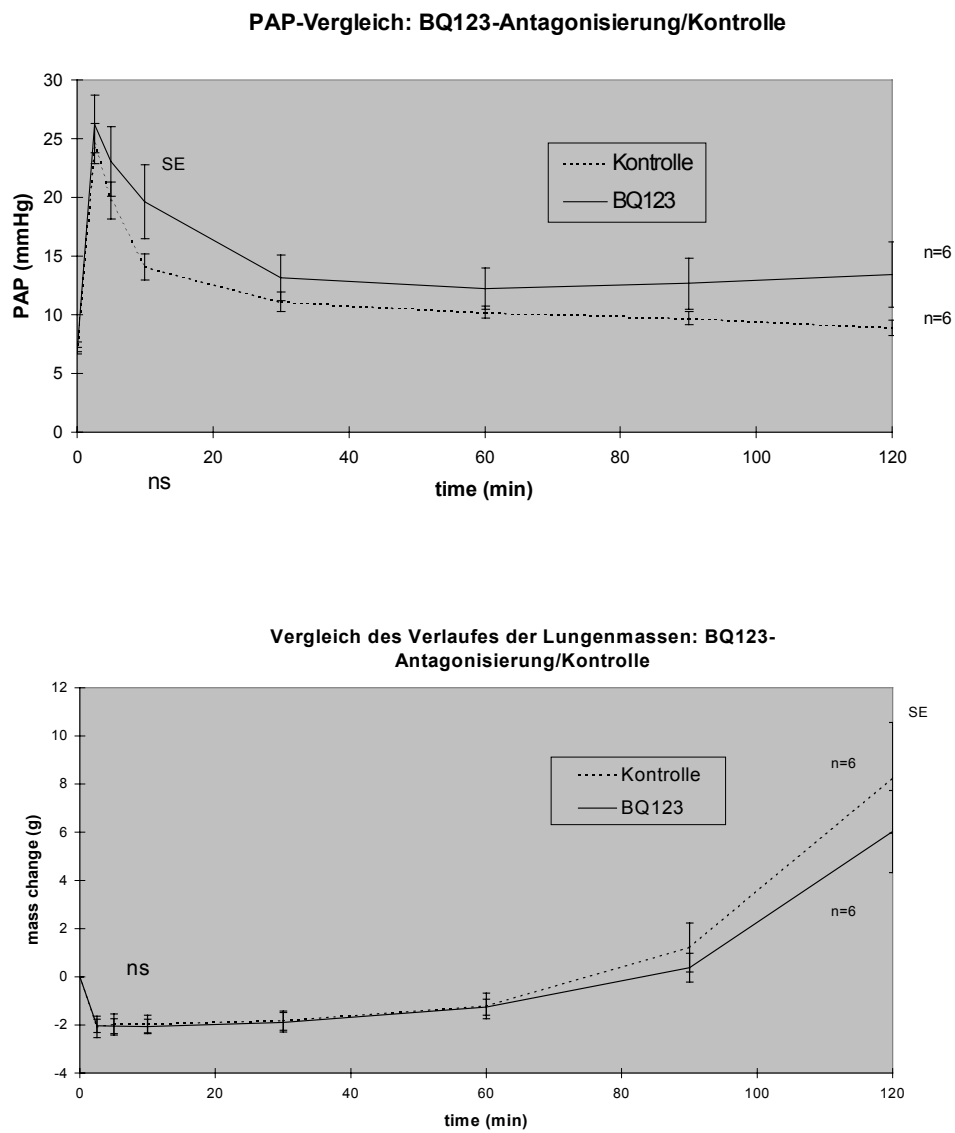 PAP-Vergleich: BQ123-Antagonisierung/Kontrolle
30
25
20
15
10
5
0
PAP (mmHg)
SE
Kontrolle
BQ123
n=6
n=6
0
20
40
60
80
100
120
ns
time (min)
Vergleich des Verlaufes der Lungenmassen: BQ123-
Antagonisierung/Kontrolle
12
10
8
6
4
2
0
-2
-4
mass change (g)
SE
n=6
Kontrolle
BQ123
n=6
ns
0
20
40
60
80
100
120
time (min)